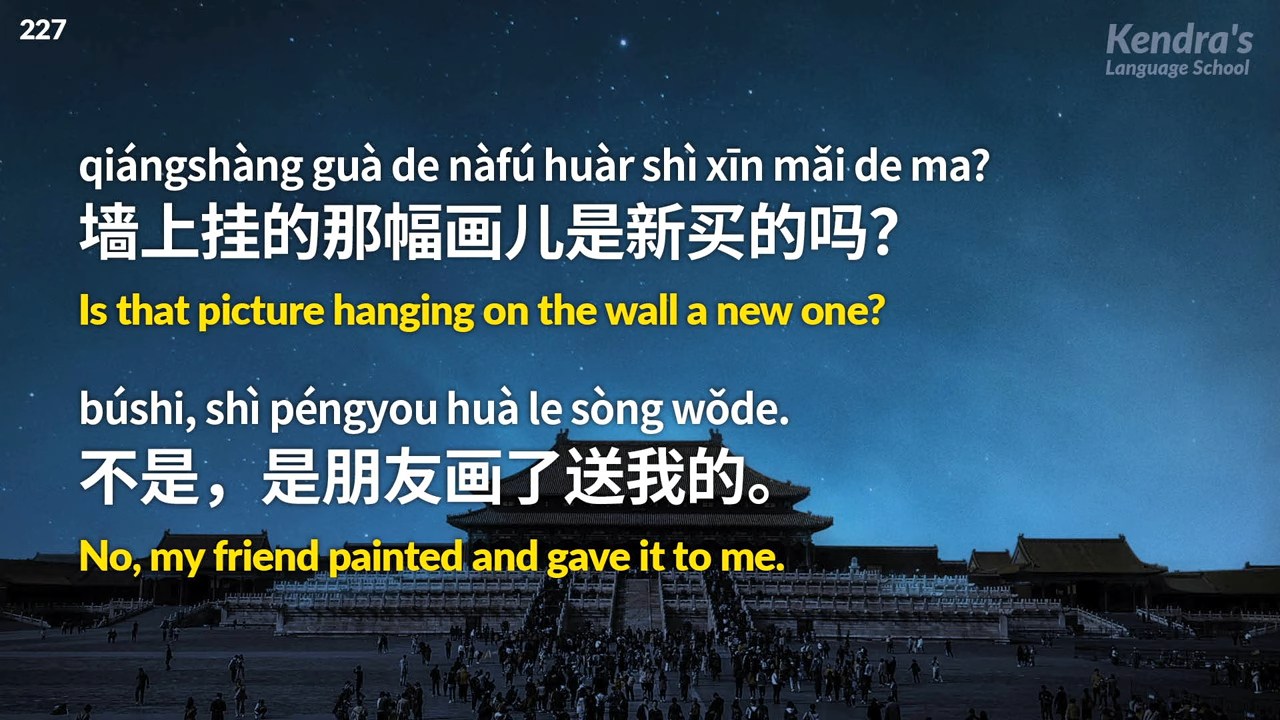 227
Kendra's
Language School
qiángshàng guà de nàfú huàr shì xīn mǎi de ma?
墙上挂的那幅画儿是新买的吗？
Is that picture hanging on the wall a new one?
búshi, shì péngyou huà le sòng wǒde.
不是，是朋友画了送我的。
No, my friend painted and gave it to me.